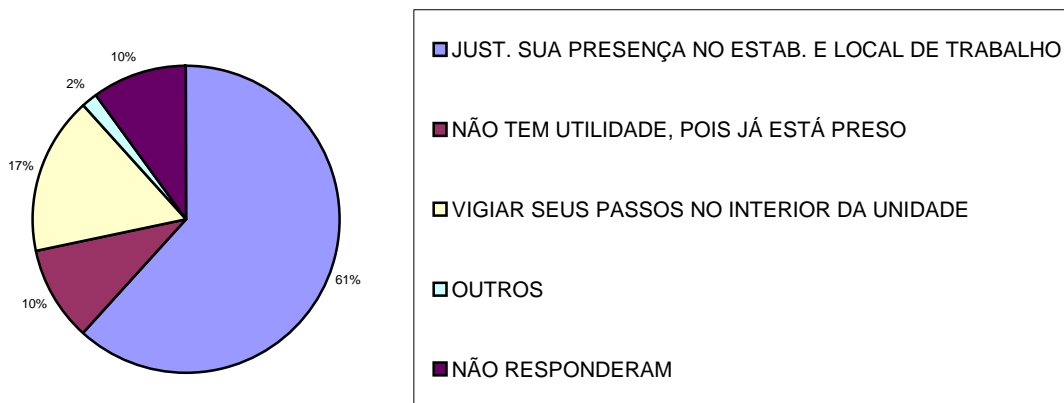 10%
2%
17%
10%
61%
JUST. SUA PRESENÇA NO ESTAB. E LOCAL DE TRABALHO
NÃO TEM UTILIDADE, POIS JÁ ESTÁ PRESO
VIGIAR SEUS PASSOS NO INTERIOR DA UNIDADE
OUTROS
NÃO RESPONDERAM